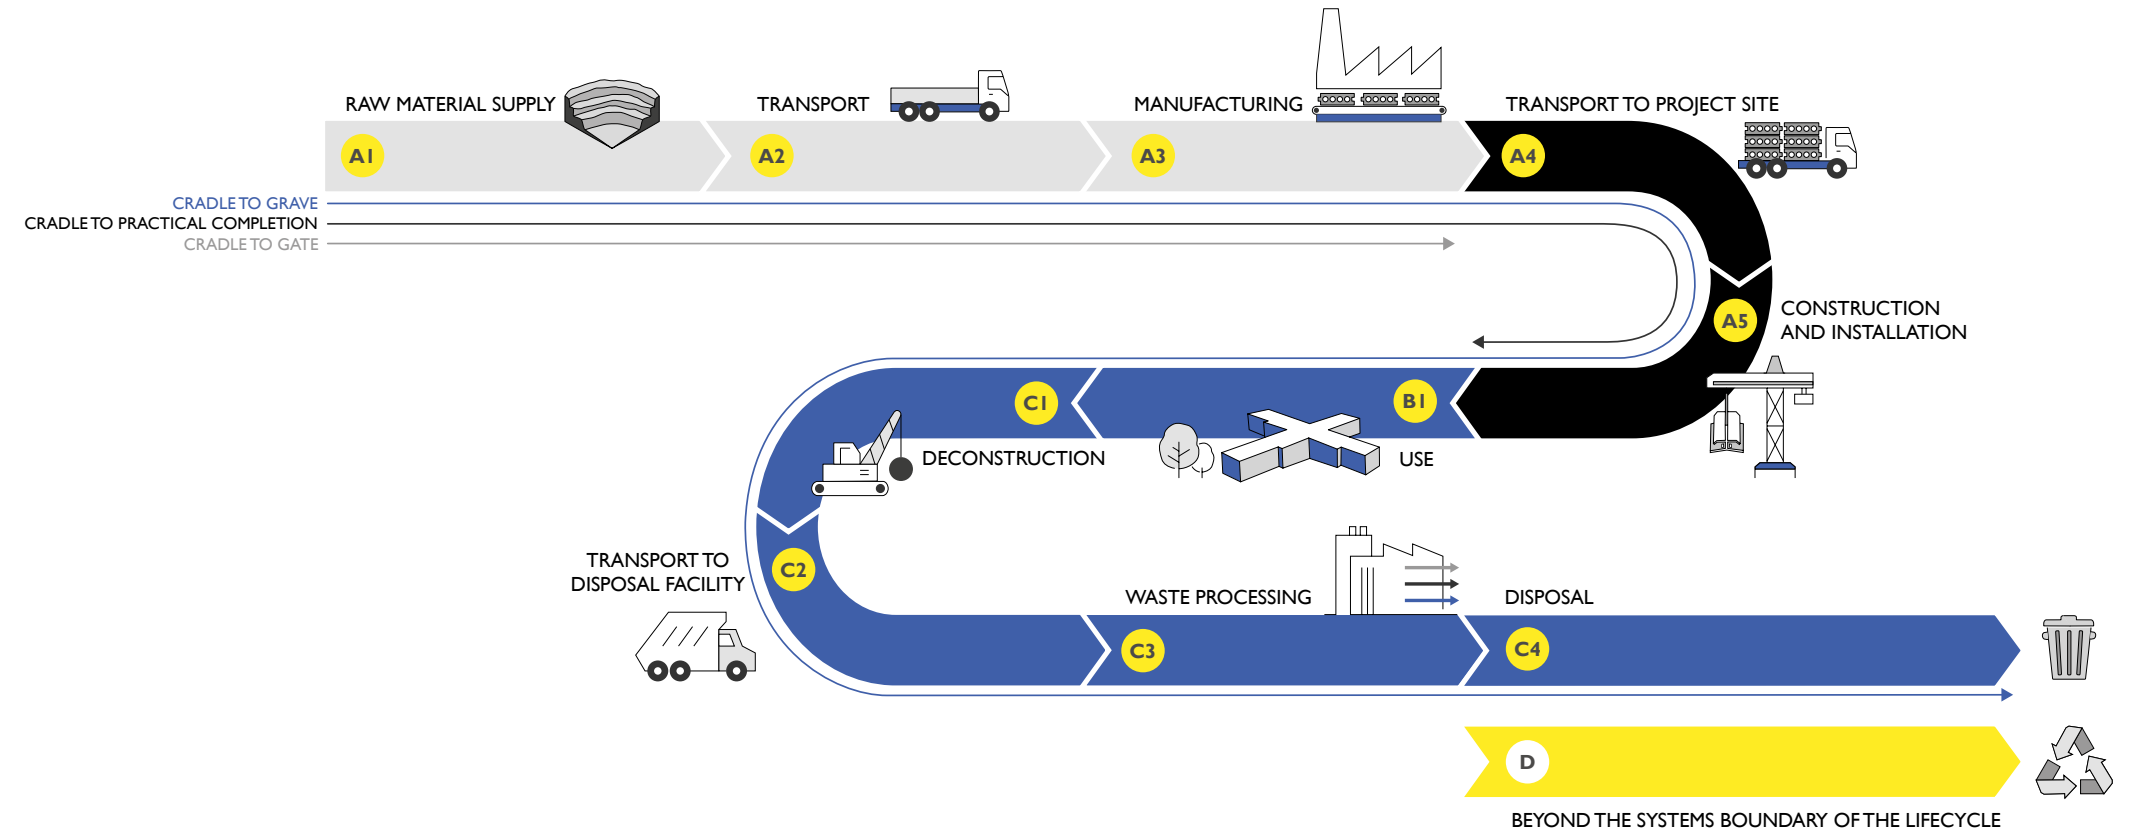 RAW MATERIAL SUPPLY
A1
TRANSPORT
A2
MANUFACTURING
A3
TRANSPORT TO PROJECT SITE
A4
CRADLE TO GRAVE
CRADLE TO PRACTICAL COMPLETION
CRADLE TO GATE
A5
CONSTRUCTION
AND INSTALLATION
B1
USE
C1
DECONSTRUCTION
TRANSPORT TO
DISPOSAL FACILITY
C2
WASTE PROCESSING
C3
DISPOSAL
C4
D
BEYOND THE SYSTEMS BOUNDARY OF THE LIFECYCLE